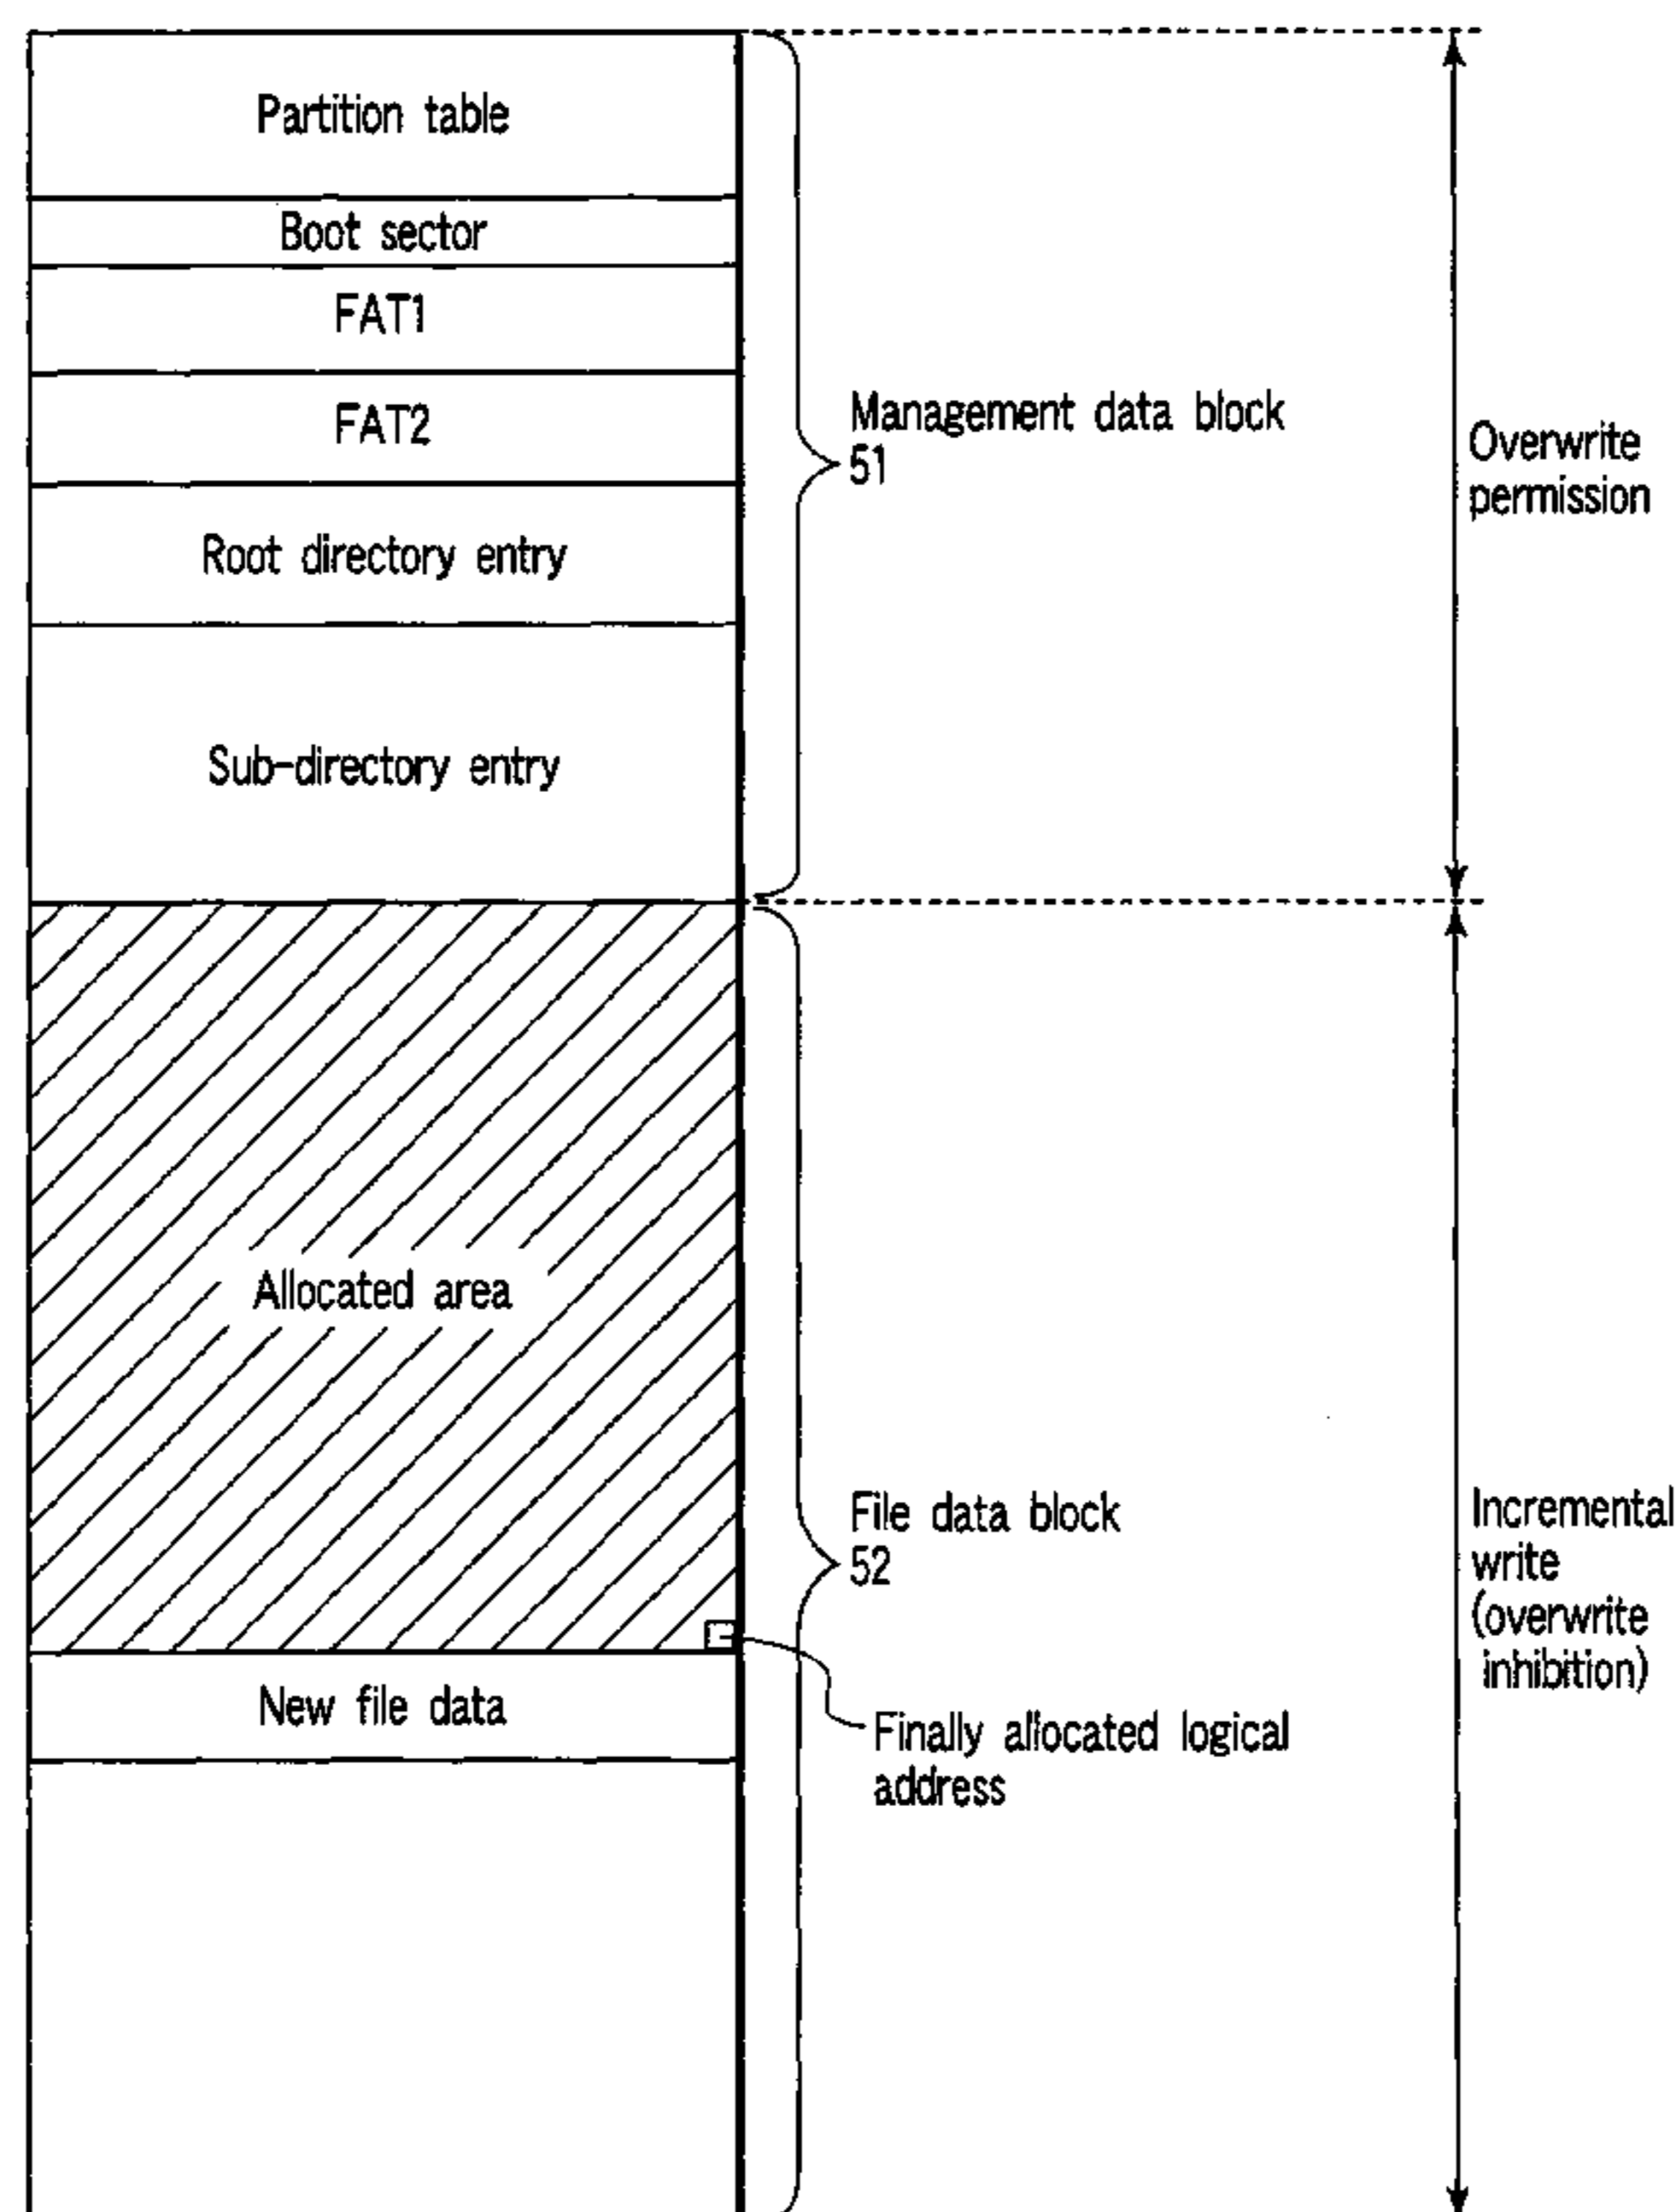 Partition table
Boot sector
FAT1
FAT2
Management data block
51
Overwrite
permission
Root directory entry
Sub-directory entry
Allocated area
File data block
52
Incremental
write
(overwrite
inhibition)
New file data
Finally allocated logical
address